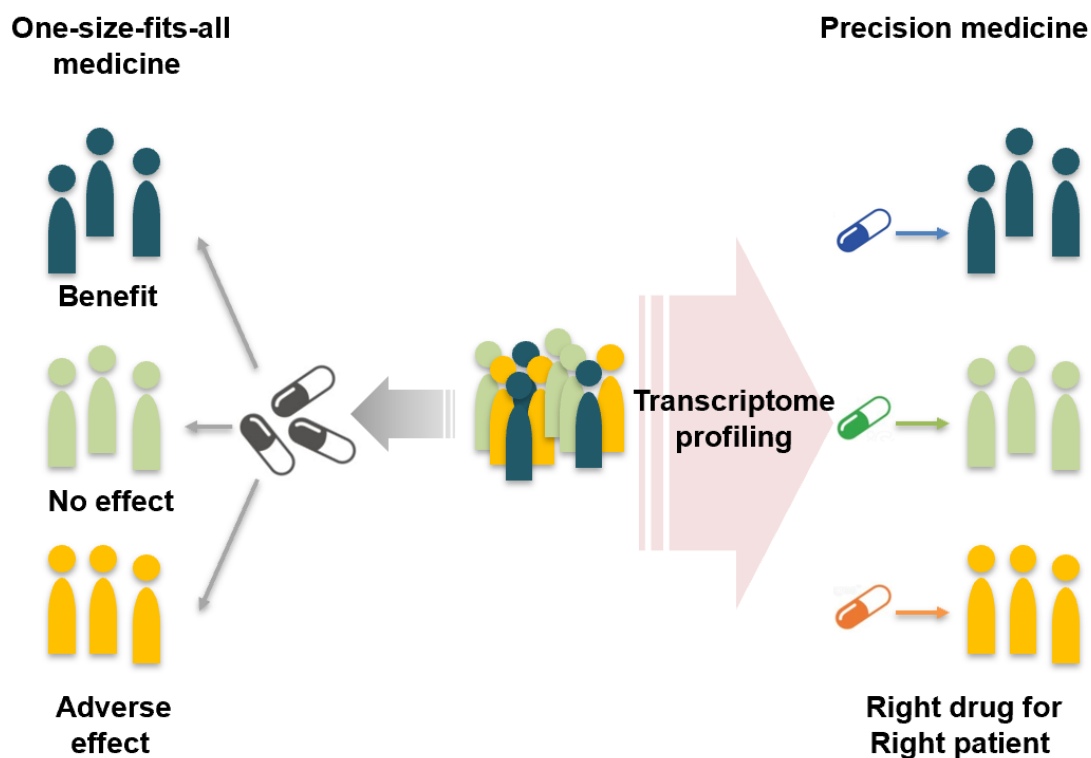 One-size-fits-all
medicine
Precision medicine
Benefit
No effect
Adverse
effect
Transcriptome
profiling
Right drug for
Right patient